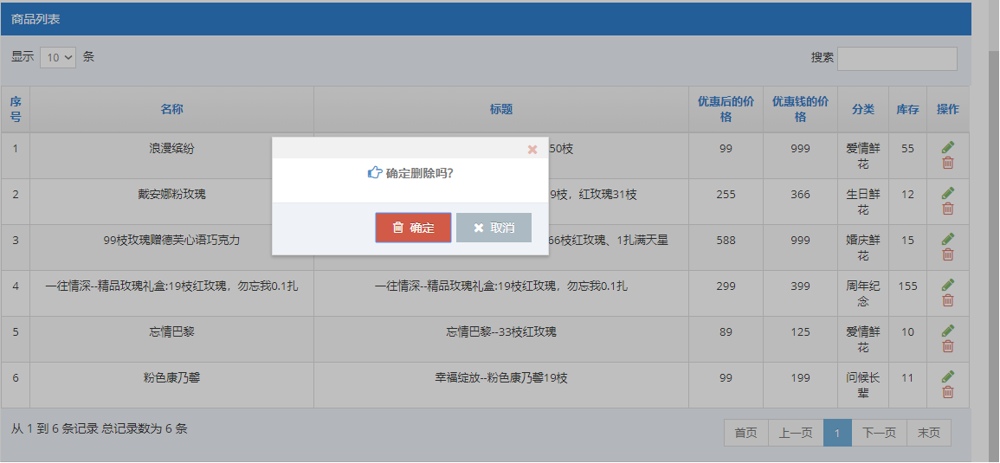 商品列表
显示 10 条
搜索
序号 名称 标题 优惠后的价格 优惠钱的价格 分类 库存 操作
1 浪漫缤纷 50枝 99 999 爱情鲜花 55
2 戴安娜粉玫瑰 9枝，红玫瑰31枝 255 366 生日鲜花 12
3 99枝玫瑰赠德芙心语巧克力 66枝红玫瑰、1扎满天星 588 999 婚庆鲜花 15
4 一往情深--精品玫瑰礼盒:19枝红玫瑰，勿忘我0.1扎 一往情深--精品玫瑰礼盒:19枝红玫瑰，勿忘我0.1扎 299 399 周年纪念 155
5 忘情巴黎 忘情巴黎--33枝红玫瑰 89 125 爱情鲜花 10
6 粉色康乃馨 幸福绽放--粉色康乃馨19枝 99 199 问候长辈 11
确定删除吗?
确定 取消
从 1 到 6 条记录 总记录数为 6 条
首页 上一页 1 下一页 末页